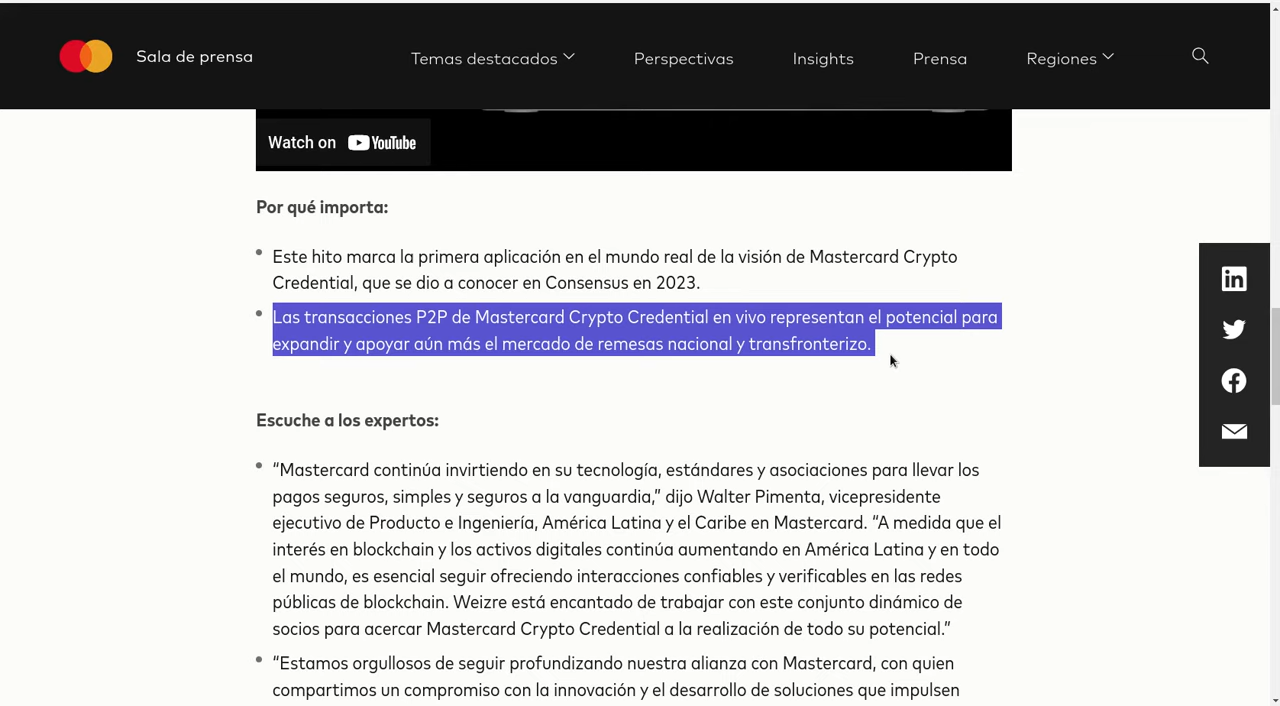 Sala de prensa
Temas destacados
Perspectivas
Insights
Prensa
Regiones
Watch on YouTube
Por qué importa:
Este hito marca la primera aplicación en el mundo real de la visión de Mastercard Crypto
Credential, que se dio a conocer en Consensus en 2023.
Las transacciones P2P de Mastercard Crypto Credential en vivo representan el potencial para
expandir y apoyar aún más el mercado de remesas nacional y transfronterizo.
Escuche a los expertos:
“Mastercard continúa invirtiendo en su tecnología, estándares y asociaciones para llevar los
pagos seguros, simples y seguros a la vanguardia,” dijo Walter Pimenta, vicepresidente
ejecutivo de Producto e Ingeniería, América Latina y el Caribe en Mastercard. “A medida que el
interés en blockchain y los activos digitales continúa aumentando en América Latina y en todo
el mundo, es esencial seguir ofreciendo interacciones confiables y verificables en las redes
públicas de blockchain. Weizre está encantado de trabajar con este conjunto dinámico de
socios para acercar Mastercard Crypto Credential a la realización de todo su potencial.”
“Estamos orgullosos de seguir profundizando nuestra alianza con Mastercard, con quien
compartimos un compromiso con la innovación y el desarrollo de soluciones que impulsen